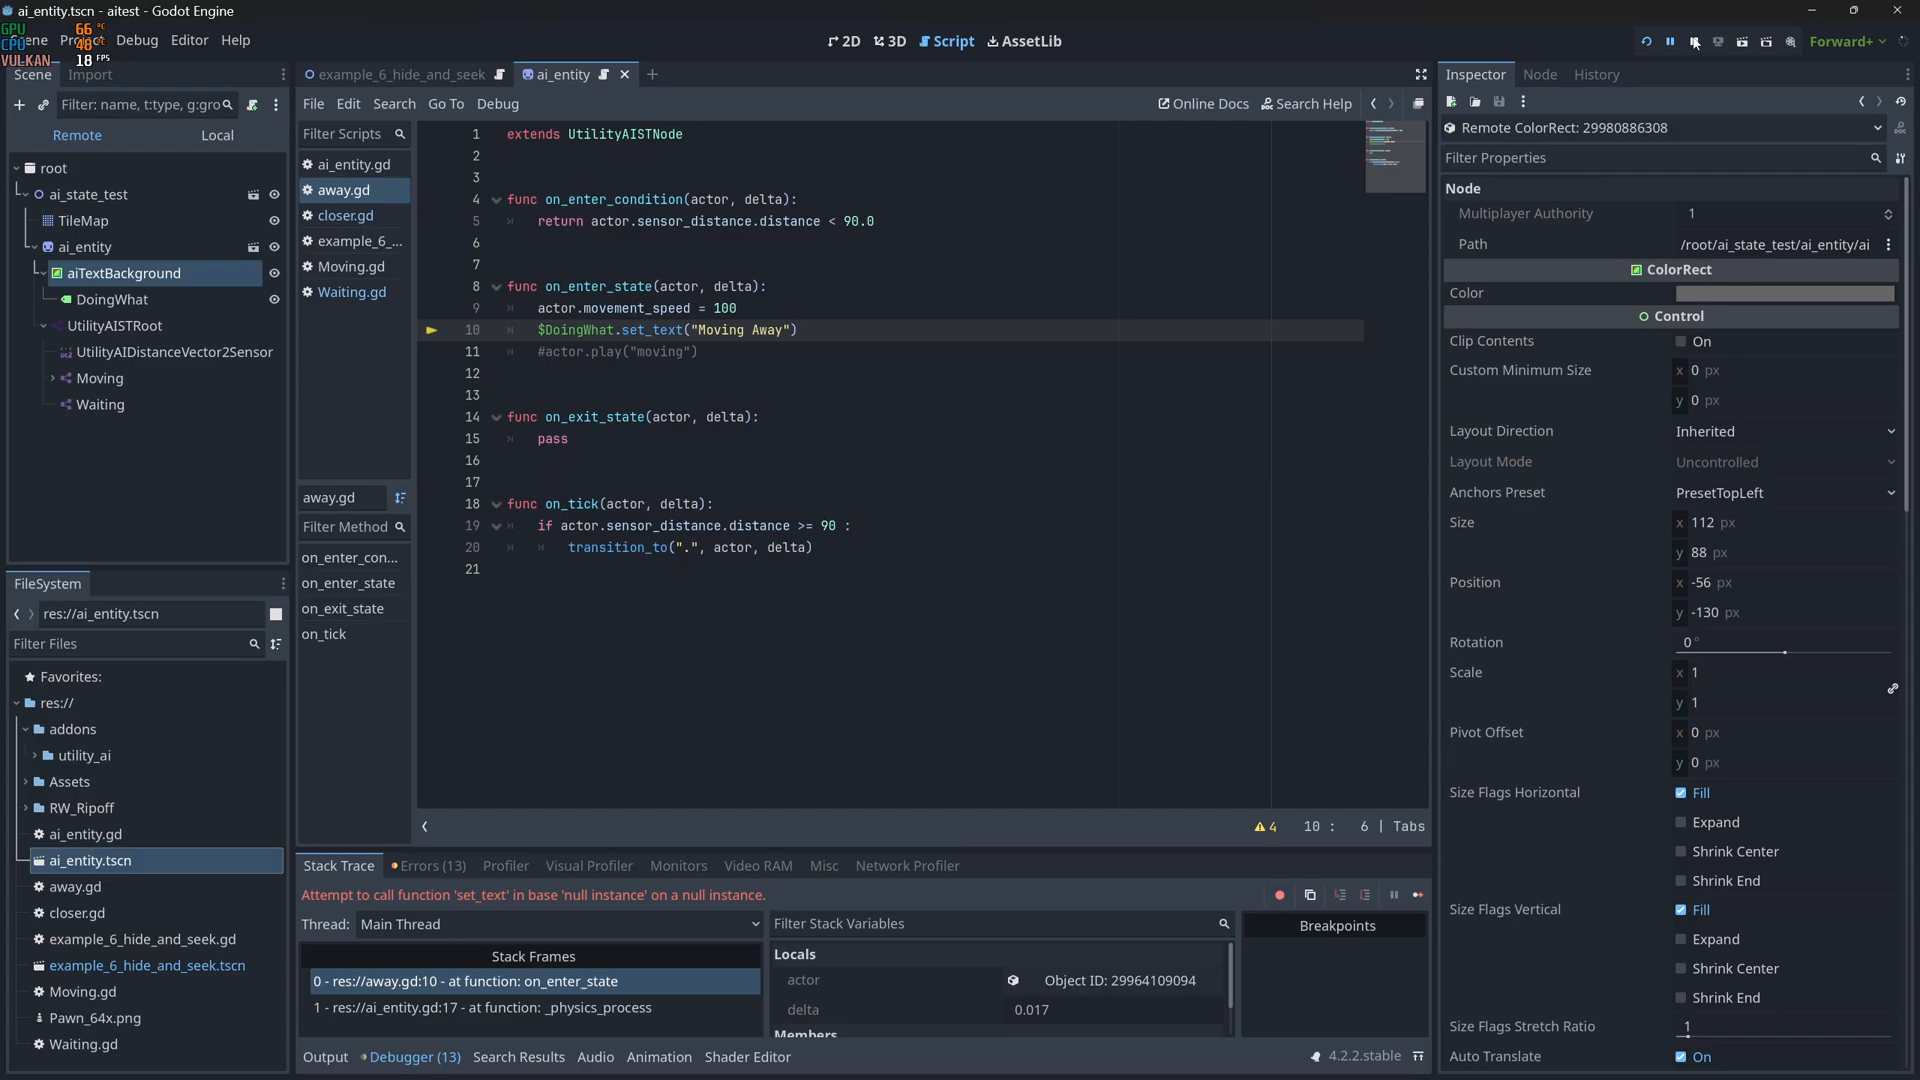 ai_entity.tscn - aitest - Godot Engine
GPU 66 °C
CPU 48 °C
VULKAN 18 FPS
Scene Project Debug Editor Help
2D 3D Script AssetLib
Forward+
Scene Import
Filter: name, t:type, g:gro
Remote Local
root
ai_state_test
TileMap
ai_entity
aiTextBackground
DoingWhat
UtilityAISTRoot
UtilityAIDistanceVector2Sensor
Moving
Waiting
FileSystem
res://ai_entity.tscn
Filter Files
Favorites:
res://
addons
utility_ai
Assets
RW_Ripoff
ai_entity.gd
ai_entity.tscn
away.gd
closer.gd
example_6_hide_and_seek.gd
example_6_hide_and_seek.tscn
Moving.gd
Pawn_64x.png
Waiting.gd
example_6_hide_and_seek ai_entity
File Edit Search Go To Debug
Online Docs Search Help
Filter Scripts
ai_entity.gd
away.gd
closer.gd
example_6_...
Moving.gd
Waiting.gd
away.gd
Filter Method
on_enter_con...
on_enter_state
on_exit_state
on_tick
1 extends UtilityAISTNode
2
3
4 func on_enter_condition(actor, delta):
5 return actor.sensor_distance.distance < 90.0
6
7
8 func on_enter_state(actor, delta):
9 actor.movement_speed = 100
10 $DoingWhat.set_text("Moving Away")
11 #actor.play("moving")
12
13
14 func on_exit_state(actor, delta):
15 pass
16
17
18 func on_tick(actor, delta):
19 if actor.sensor_distance.distance >= 90 :
20 transition_to(".", actor, delta)
21
4 10 : 6 | Tabs
Stack Trace Errors (13) Profiler Visual Profiler Monitors Video RAM Misc Network Profiler
Attempt to call function 'set_text' in base 'null instance' on a null instance.
Thread: Main Thread
Stack Frames
0 - res://away.gd:10 - at function: on_enter_state
1 - res://ai_entity.gd:17 - at function: _physics_process
Filter Stack Variables
Locals
actor Object ID: 29964109094
delta 0.017
Members
Breakpoints
Output Debugger (13) Search Results Audio Animation Shader Editor
4.2.2.stable
Inspector Node History
Remote ColorRect: 29980886308
Filter Properties
Node
Multiplayer Authority 1
Path /root/ai_state_test/ai_entity/ai
ColorRect
Color
Control
Clip Contents On
Custom Minimum Size x 0 px
y 0 px
Layout Direction Inherited
Layout Mode Uncontrolled
Anchors Preset PresetTopLeft
Size x 112 px
y 88 px
Position x -56 px
y -130 px
Rotation 0 °
Scale x 1
y 1
Pivot Offset x 0 px
y 0 px
Size Flags Horizontal Fill
Expand
Shrink Center
Shrink End
Size Flags Vertical Fill
Expand
Shrink Center
Shrink End
Size Flags Stretch Ratio 1
Auto Translate On